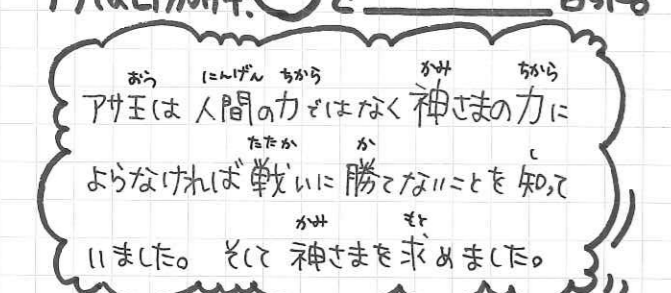 アサ王は人間の力ではなく神さまの力に
よらなければ戦いに勝てないことを知って
いました。そして神さまを求めました。